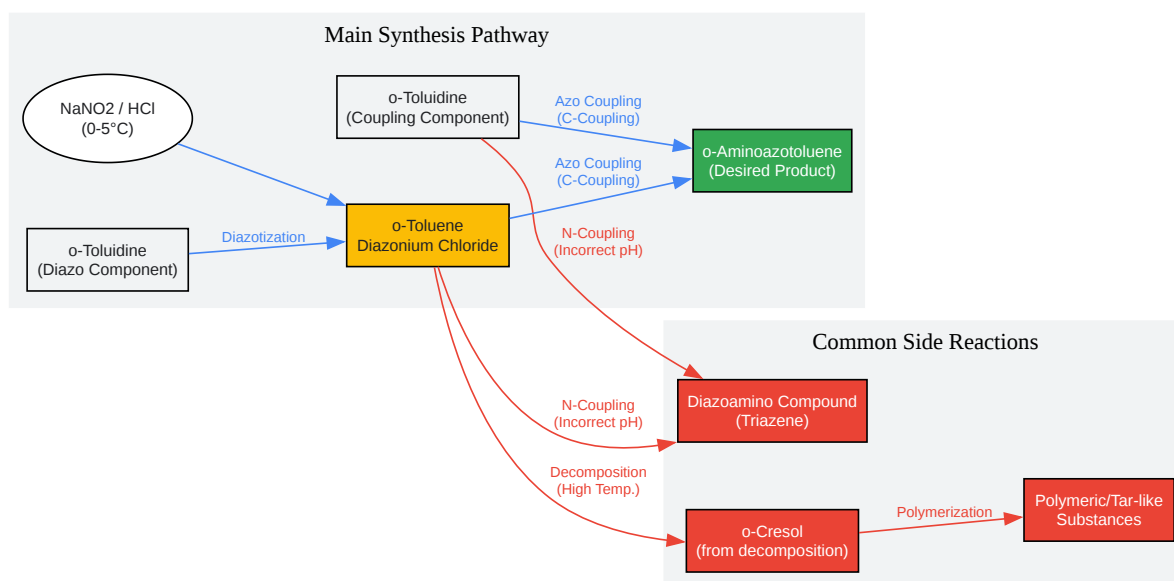 Main Synthesis Pathway
NaNO2 / HCl
(0-5°C)
o-Toluidine
(Coupling Component)
Azo Coupling
(C-Coupling)
o-Aminoazotoluene
(Desired Product)
Azo Coupling
(C-Coupling)
o-Toluidine
(Diazo Component)
Diazotization
o-Toluene
Diazonium Chloride
N-Coupling
(Incorrect pH)
Common Side Reactions
Diazoamino Compound
(Triazene)
N-Coupling
(Incorrect pH)
Decomposition
(High Temp.)
o-Cresol
(from decomposition)
Polymerization
Polymeric/Tar-like
Substances